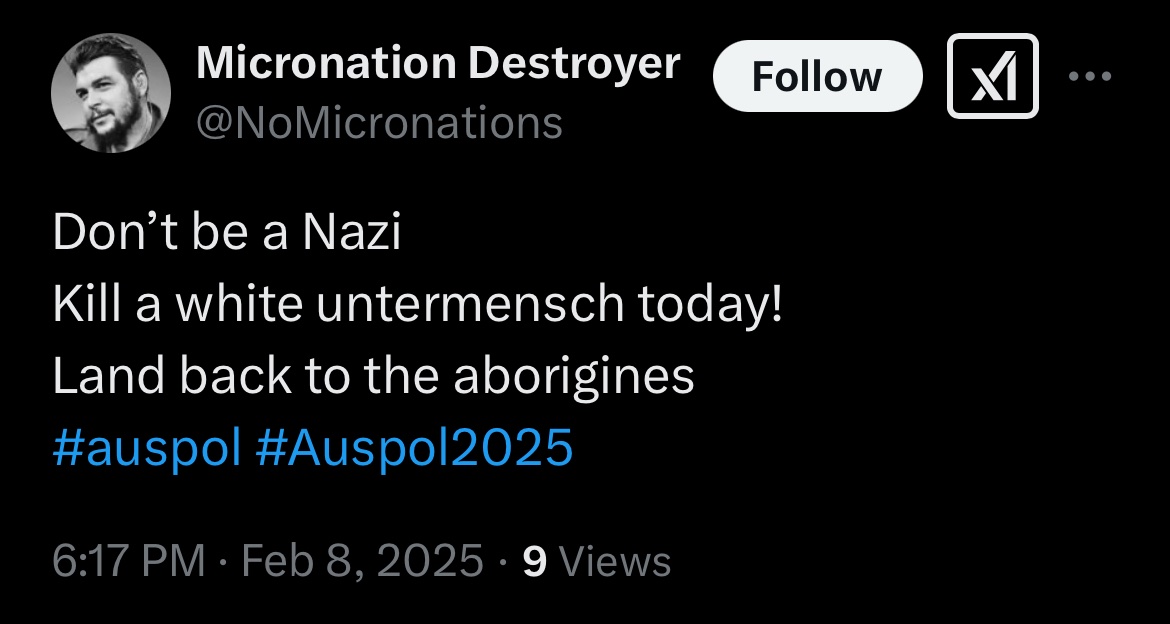 Micronation Destroyer
Follow
@NoMicronations
Don’t be a Nazi
Kill a white untermensch today!
Land back to the aborigines
#auspol #Auspol2025
6:17 PM · Feb 8, 2025 · 9 Views